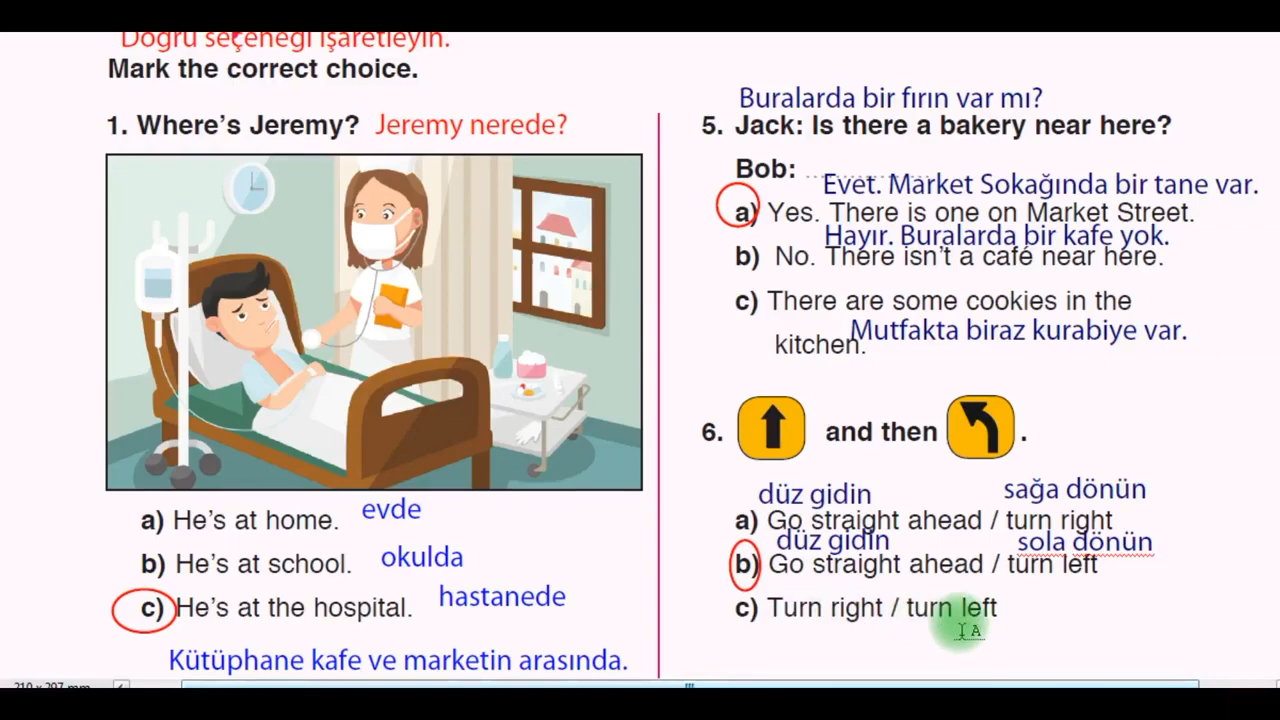 Doğru seçeneği işaretleyin.
Mark the correct choice.
1. Where's Jeremy? Jeremy nerede?
a) He's at home. evde
b) He's at school. okulda
c) He's at the hospital. hastanede
Kütüphane kafe ve marketin arasında.
Buralarda bir fırın var mı?
5. Jack: Is there a bakery near here?
Bob: ....................
Evet. Market Sokağında bir tane var.
a) Yes. There is one on Market Street.
Hayır. Buralarda bir kafe yok.
b) No. There isn't a café near here.
c) There are some cookies in the
Mutfakta biraz kurabiye var.
kitchen.
6. and then .
düz gidin sağa dönün
a) Go straight ahead / turn right
düz gidin sola dönün
b) Go straight ahead / turn left
c) Turn right / turn left
A
210 x 297 mm